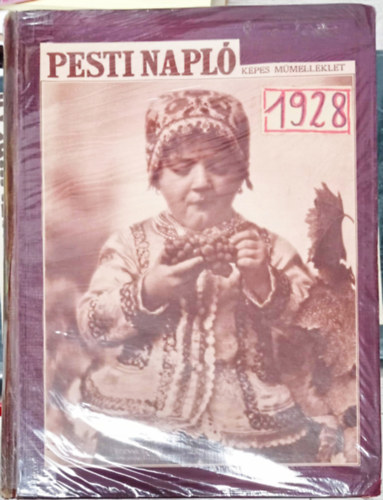 PESTI NAPLÓ
KÉPES MŰMELLÉKLET
1928